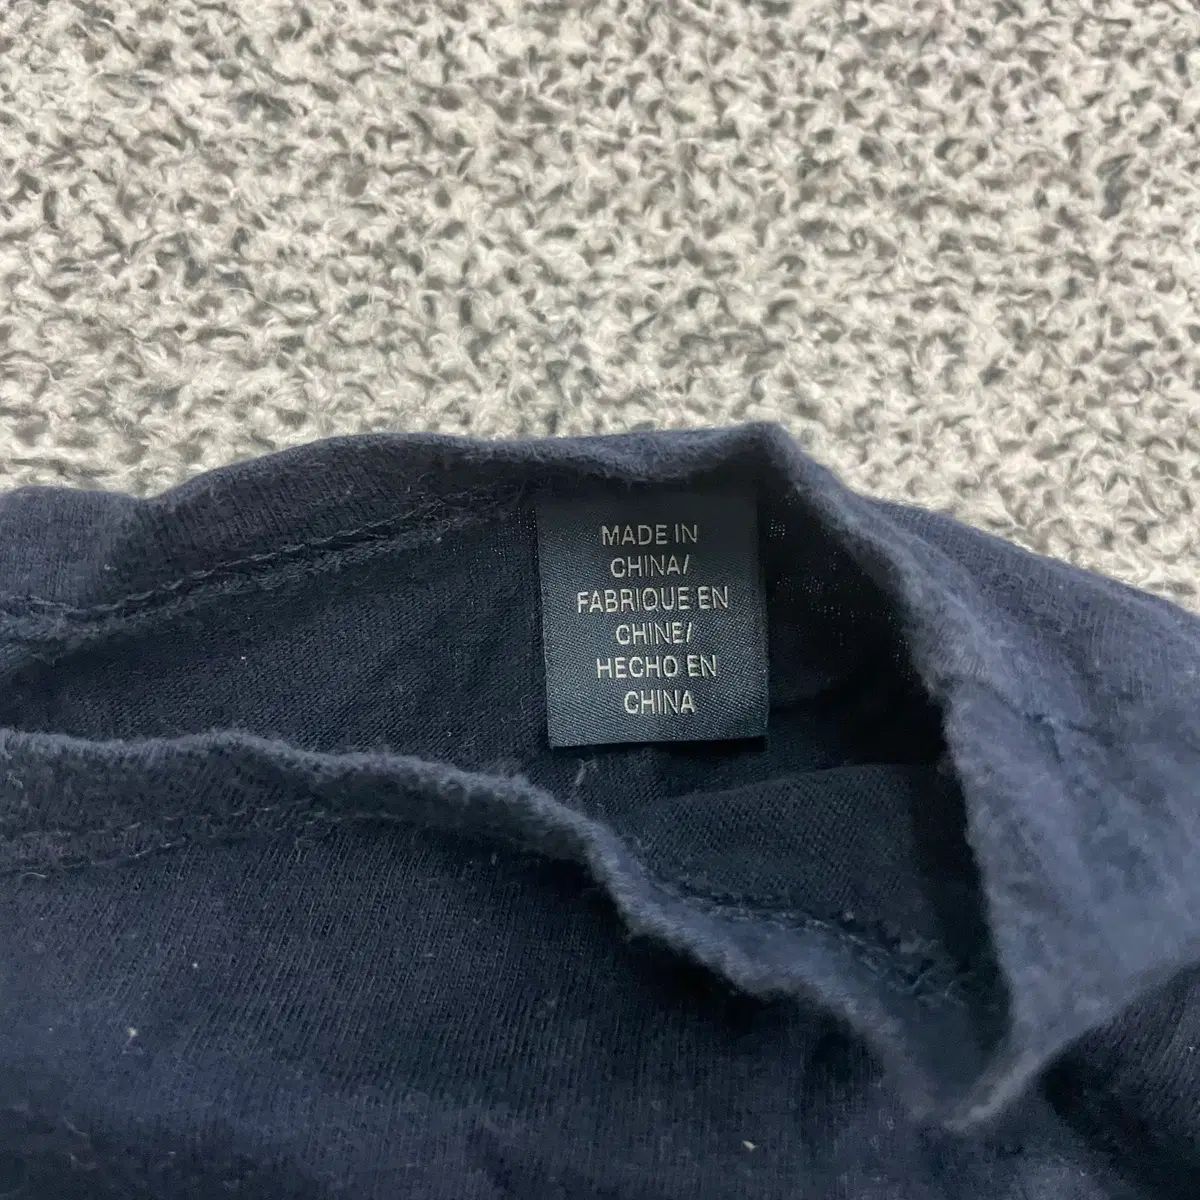 MADE IN
CHINA/
FABRIQUE EN
CHINE/
HECHO EN
CHINA